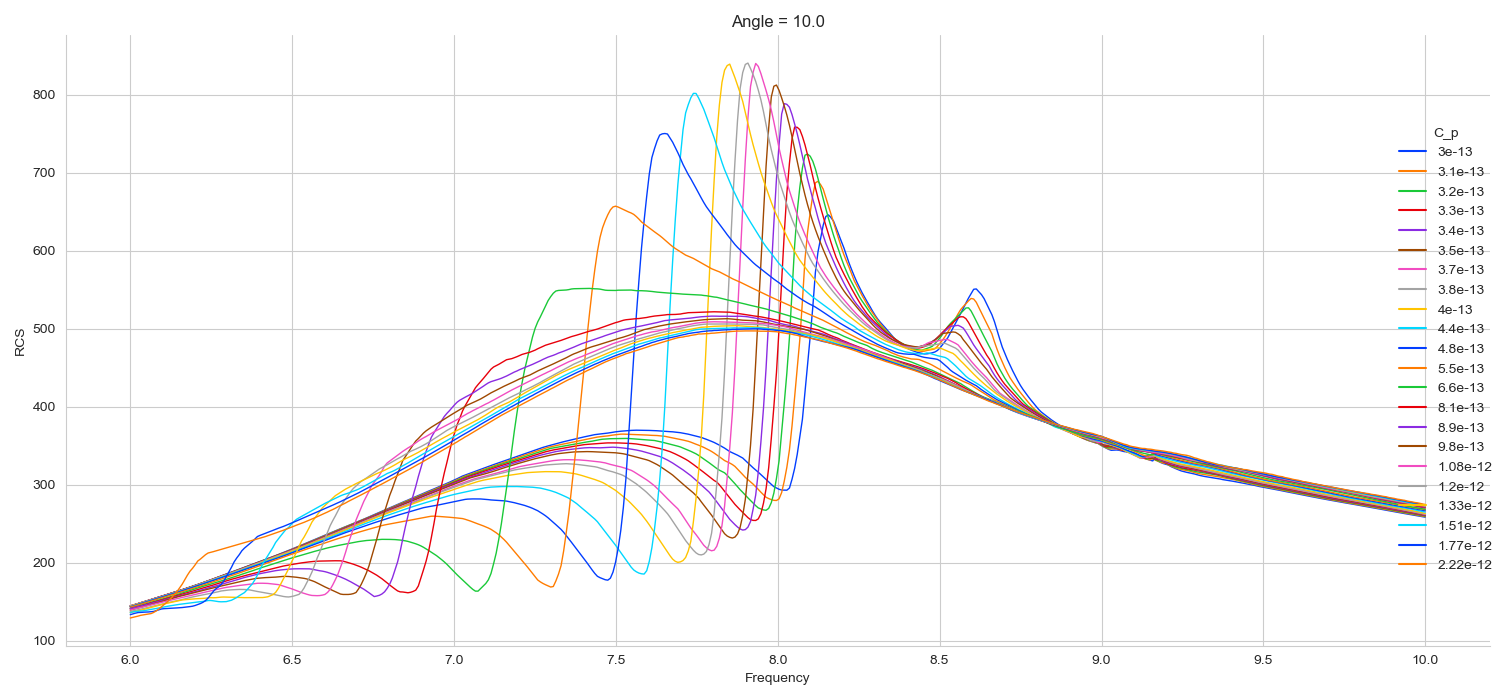 Angle = 10.0
RCS
800
700
600
500
400
300
200
100
6.0 6.5 7.0 7.5 8.0 8.5 9.0 9.5 10.0
Frequency
C_p
3e-13
3.1e-13
3.2e-13
3.3e-13
3.4e-13
3.5e-13
3.7e-13
3.8e-13
4e-13
4.4e-13
4.8e-13
5.5e-13
6.6e-13
8.1e-13
8.9e-13
9.8e-13
1.08e-12
1.2e-12
1.33e-12
1.51e-12
1.77e-12
2.22e-12